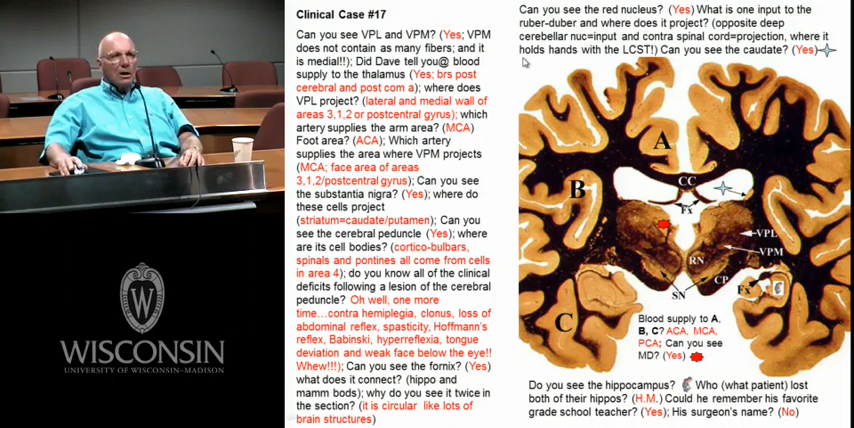 Clinical Case #17
Can you see VPL and VPM? (Yes; VPM
does not contain as many fibers; and it
is medial!!); Did Dave tell you@ blood
supply to the thalamus (Yes; brs post
cerebral and post com a); where does
VPL project? (lateral and medial wall of
areas 3,1,2 or postcentral gyrus); which
artery supplies the arm area? (MCA)
Foot area? (ACA); Which artery
supplies the area where VPM projects
(MCA; face area of areas
3,1,2/postcentral gyrus); Can you see
the substantia nigra? (Yes); where do
these cells project
(striatum=caudate/putamen); Can you
see the cerebral peduncle (Yes); where
are its cell bodies? (cortico-bulbars,
spinals and pontines all come from cells
in area 4); do you know all of the clinical
deficits following a lesion of the cerebral
peduncle? Oh well, one more
time…contra hemiplegia, clonus, loss of
abdominal reflex, spasticity, Hoffmann's
reflex, Babinski, hyperreflexia, tongue
deviation and weak face below the eye!!
Whew!!!); Can you see the fornix? (Yes)
what does it connect? (hippo and
mamm bods); why do you see it twice in
the section? (it is circular like lots of
brain structures)
Can you see the red nucleus? (Yes) What is one input to the
ruber-duber and where does it project? (opposite deep
cerebellar nuc=input and contra spinal cord=projection, where it
holds hands with the LCST!) Can you see the caudate? (Yes)
A
B
CC
Fx
VPL
VPM
RN
CP
SN
Fx
C
Blood supply to A,
B, C? ACA, MCA,
PCA; Can you see
MD? (Yes)
Do you see the hippocampus? Who (what patient) lost
both of their hippos? (H.M.) Could he remember his favorite
grade school teacher? (Yes); His surgeon's name? (No)
W
WISCONSIN
UNIVERSITY OF WISCONSIN–MADISON